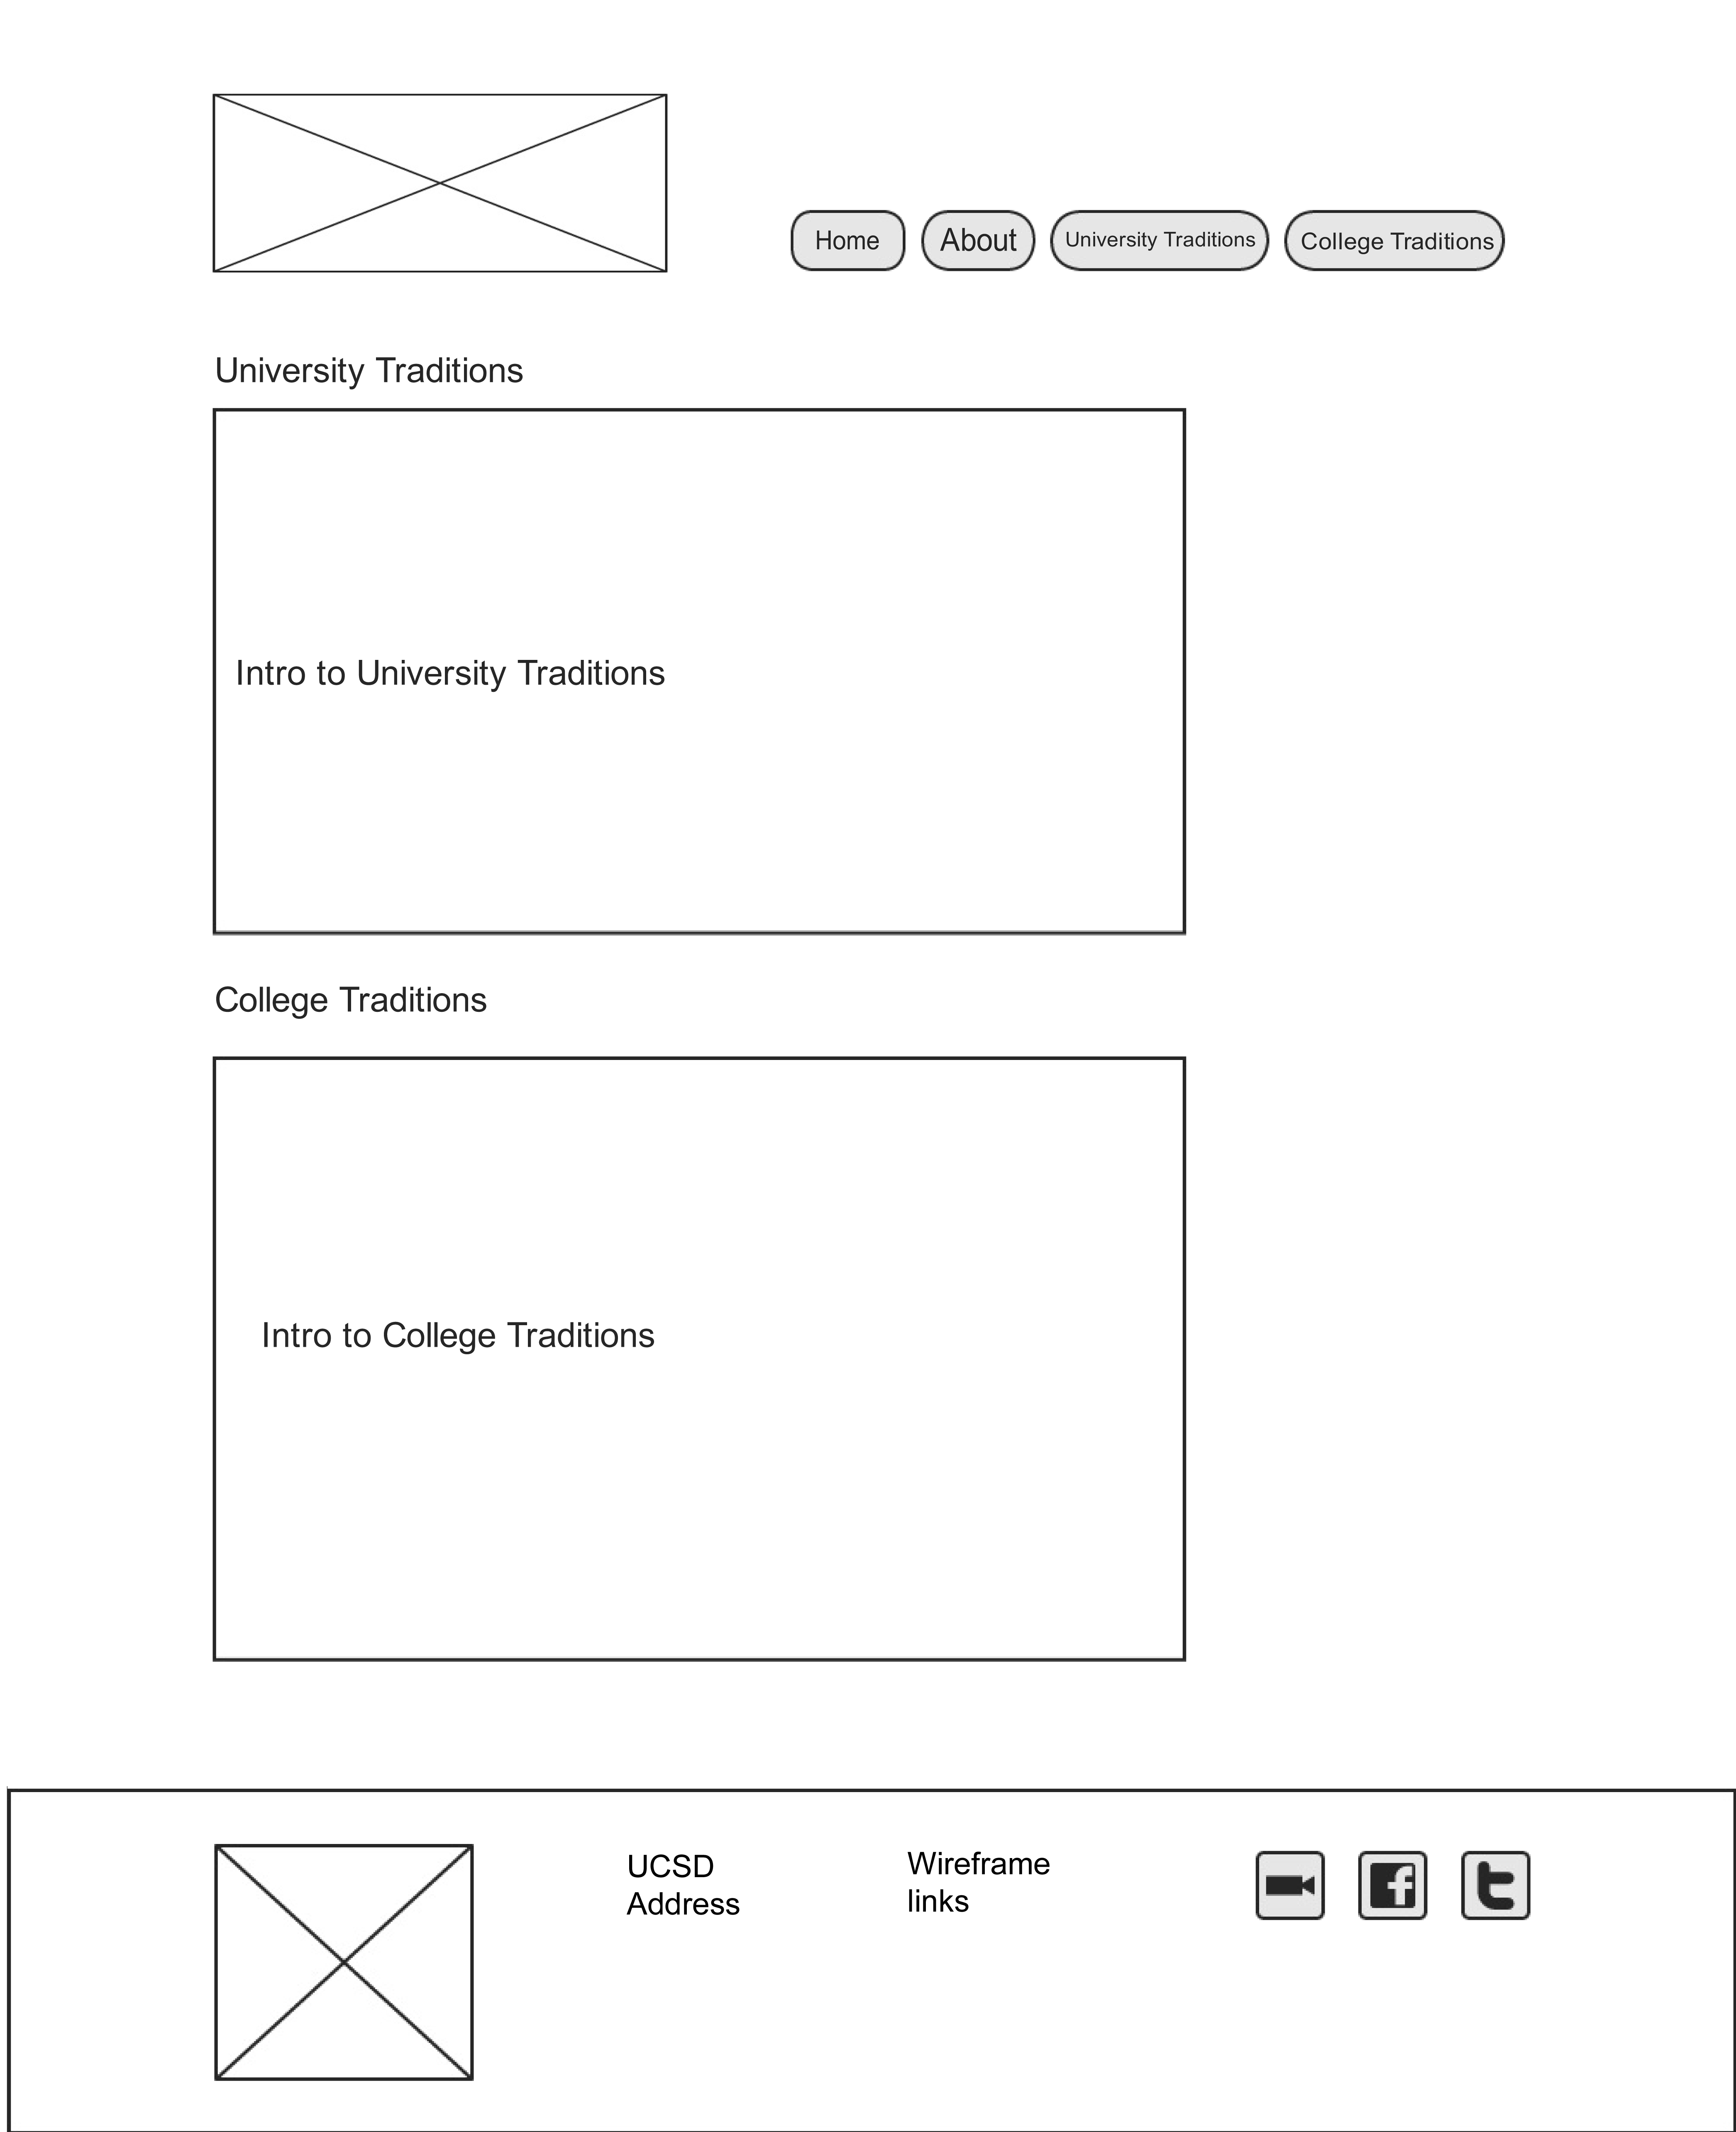 Home
About
University Traditions
College Traditions
University Traditions
Intro to University Traditions
College Traditions
Intro to College Traditions
UCSD
Address
Wireframe
links
f
t